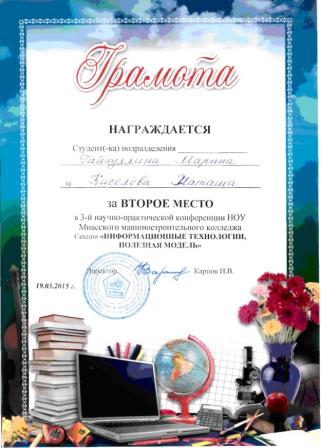 Грамота
НАГРАЖДАЕТСЯ
Студент(-ка) подразделения
Гайнуллина Марина
и Киселёва Наташа
за ВТОРОЕ МЕСТО
в 3-й научно-практической конференции НОУ
Миасского машиностроительного колледжа
Секция «ИНФОРМАЦИОННЫЕ ТЕХНОЛОГИИ,
ПОЛЕЗНАЯ МОДЕЛЬ»
Директор Карпов И.В.
19.03.2015 г.